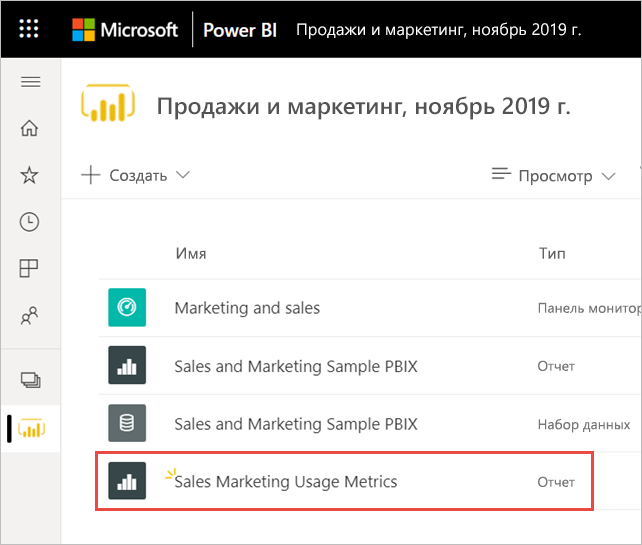 Microsoft Power BI Продажи и маркетинг, ноябрь 2019 г.
Продажи и маркетинг, ноябрь 2019 г.
Создать Просмотр
Имя Тип
Marketing and sales Панель монитор
Sales and Marketing Sample PBIX Отчет
Sales and Marketing Sample PBIX Набор данных
Sales Marketing Usage Metrics Отчет